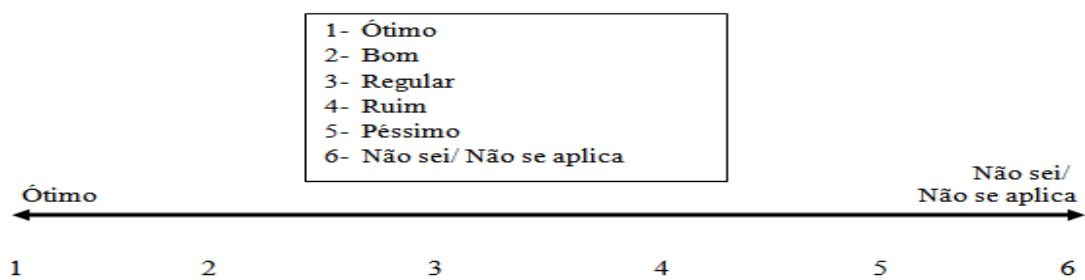 1- Ótimo
2- Bom
3- Regular
4- Ruim
5- Péssimo
6- Não sei/ Não se aplica
Ótimo
Não sei/
Não se aplica
1 2 3 4 5 6